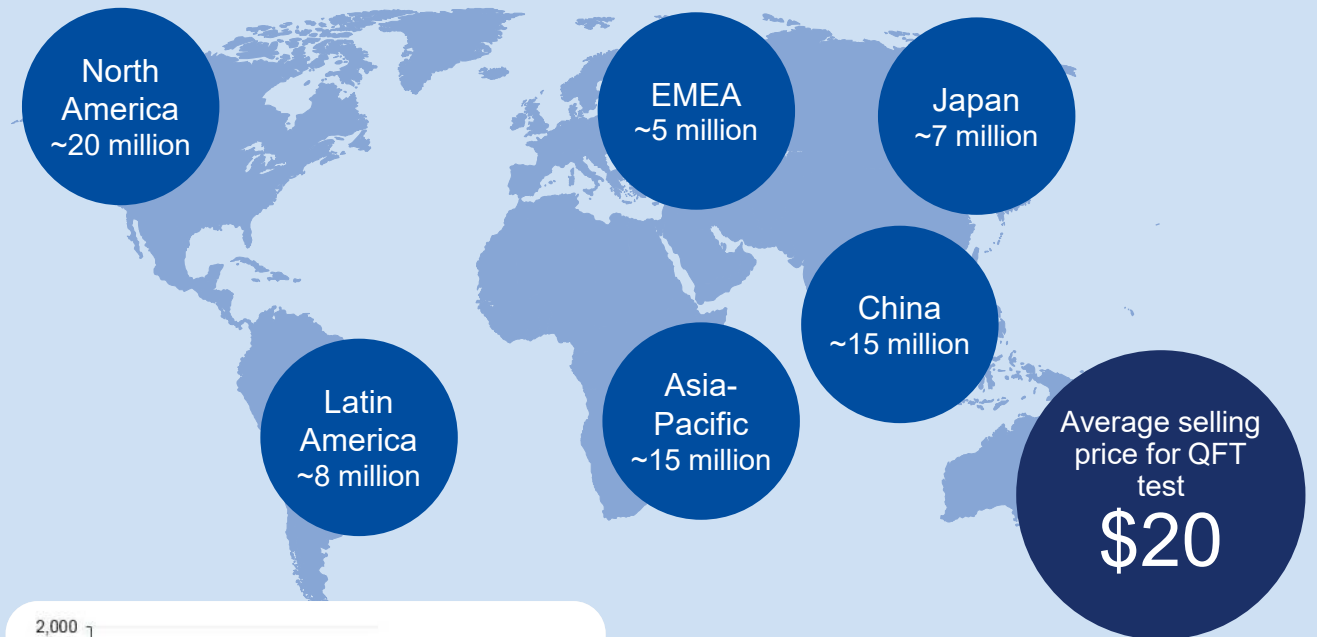 North
America
~20 million
EMEA
~5 million
Japan
~7 million
China
~15 million
Latin
America
~8 million
Asia-
Pacific
~15 million
Average selling
price for QFT
test
$20
2,000